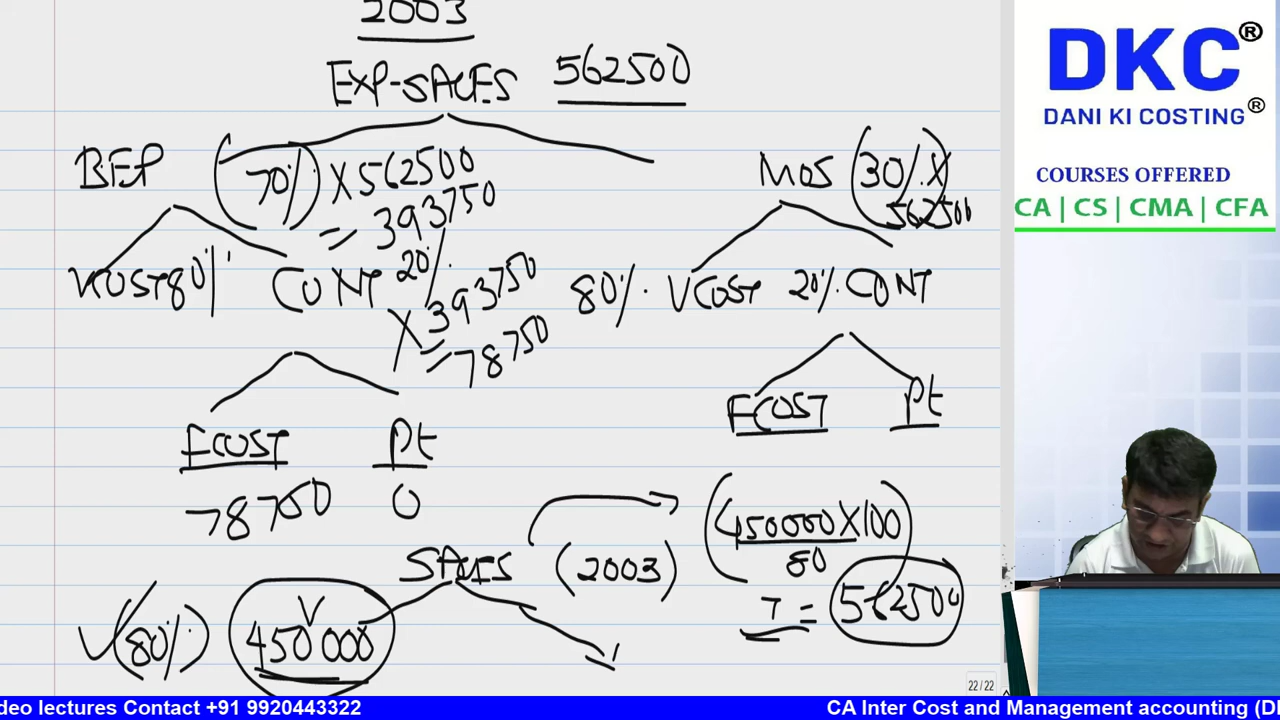 2003
EXP-SALES 562500
BEP (70%) X 562500
= 393750
MOS (30% X
562500
VCOST 80% CONT 20%
X 393750
= 78750
80% VCOST 20% CONT
FCOST Pt
78750 0
FCOST Pt
SALES (2003)
(450000 X 100)
80
= 562500
V (80%) V
450000
22 / 22
DKC®
DANI KI COSTING®
COURSES OFFERED
CA | CS | CMA | CFA
deo lectures Contact +91 9920443322 CA Inter Cost and Management accounting (DI